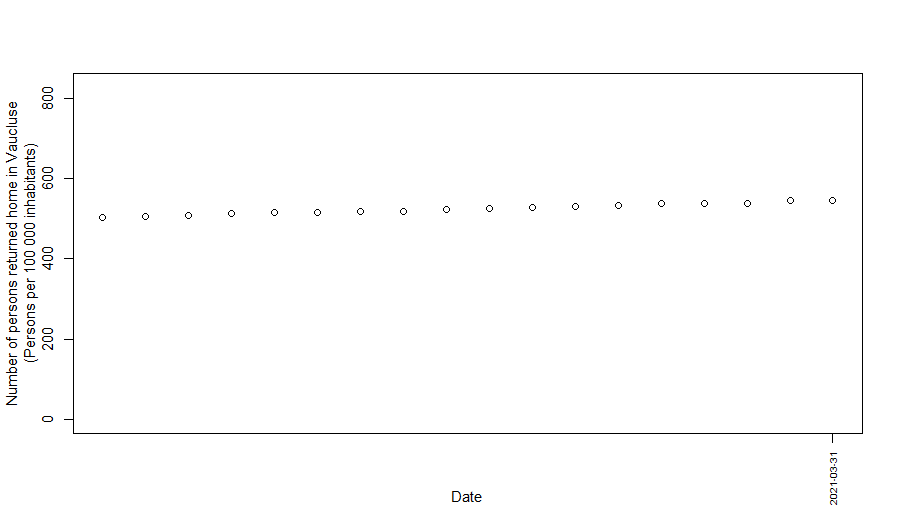 Number of persons returned home in Vaucluse
(Persons per 100 000 inhabitants)
800
600
400
200
0
2021-03-31
Date